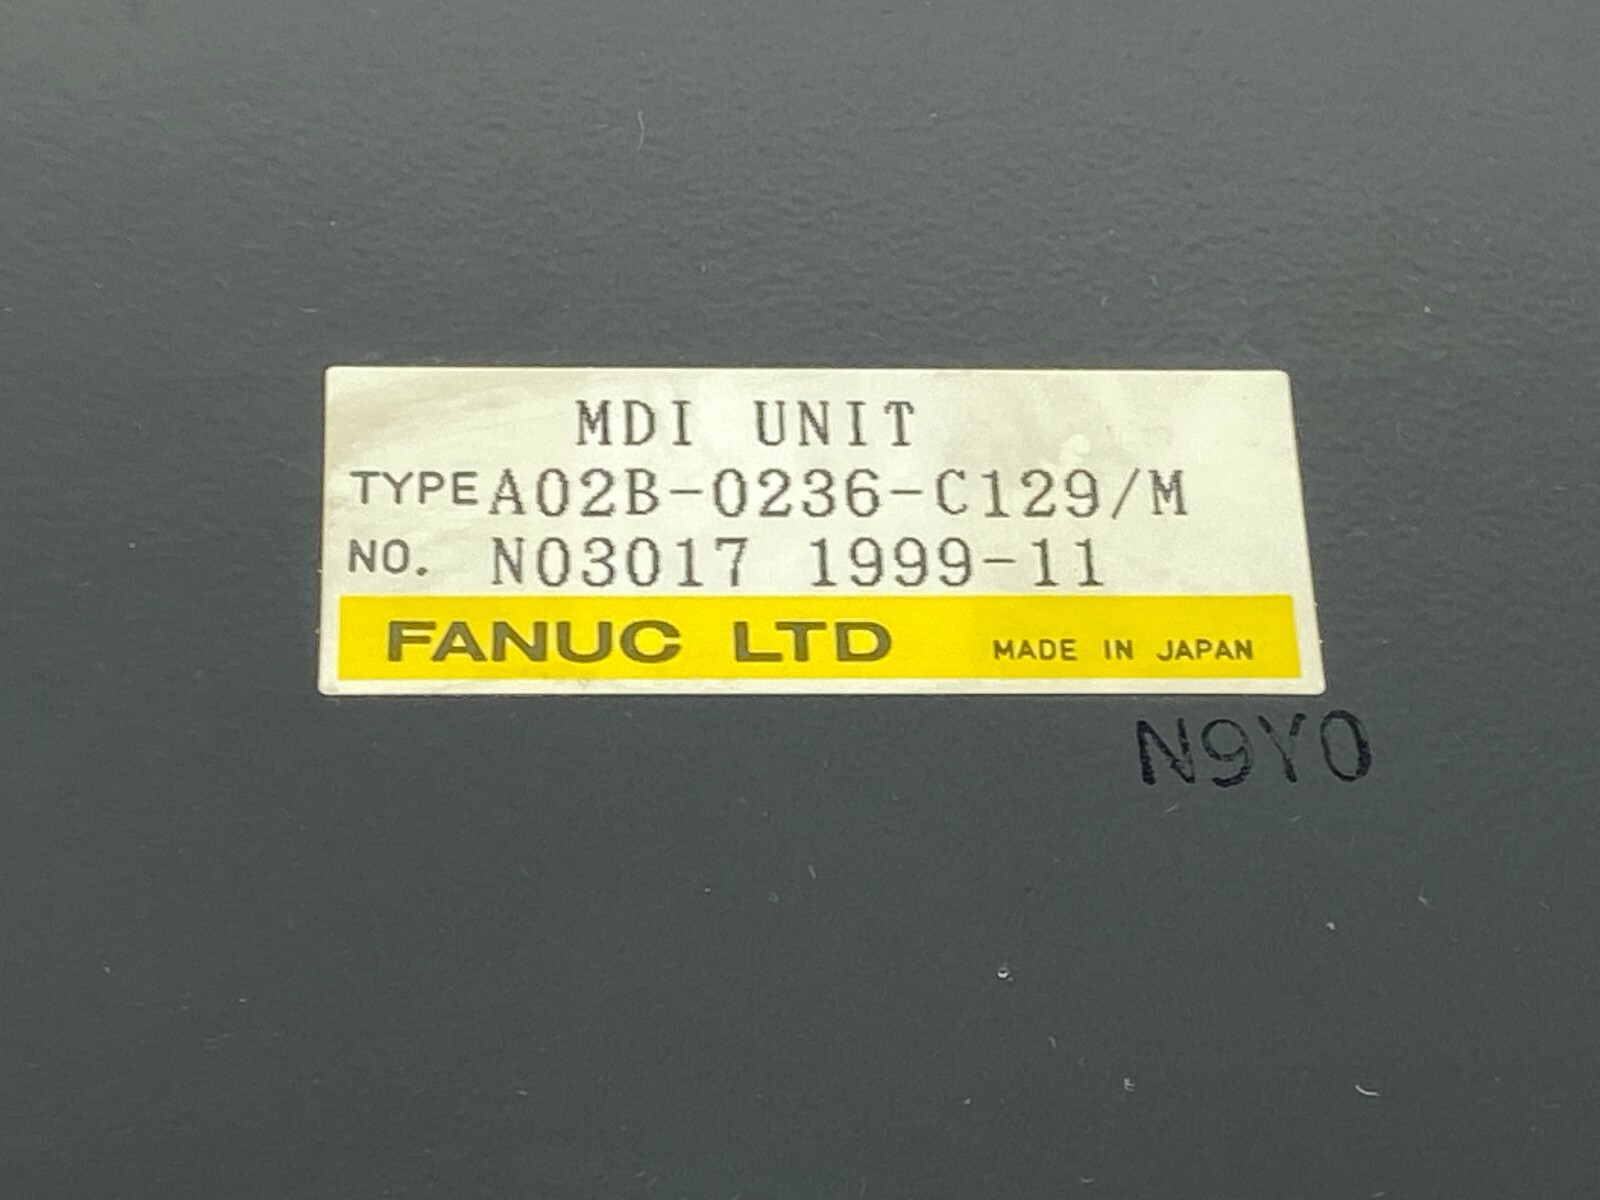 MDI UNIT
TYPE A02B-0236-C129/M
NO. N03017 1999-11
FANUC LTD MADE IN JAPAN
N9Y0